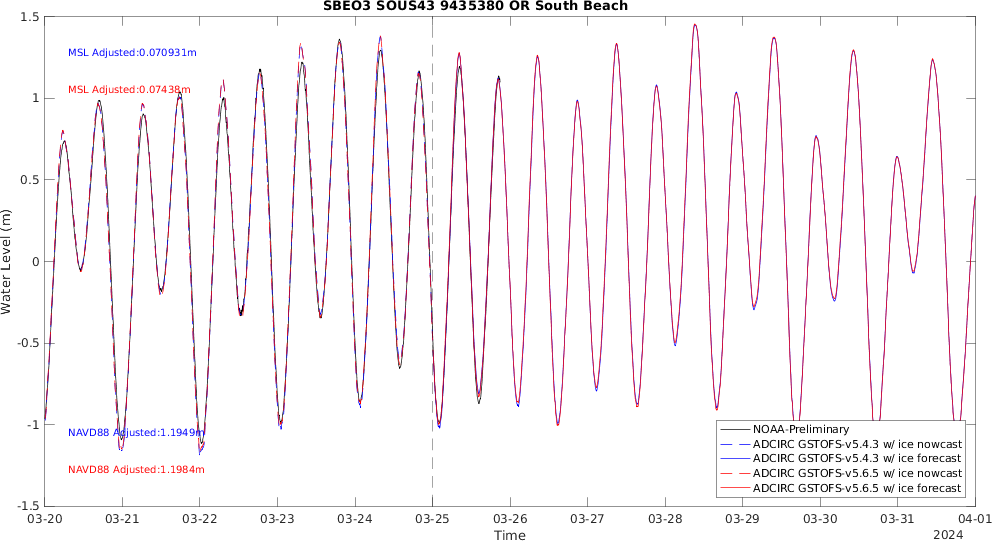 SBEO3 SOUS43 9435380 OR South Beach
1.5
1
0.5
0
-0.5
-1
-1.5
Water Level (m)
MSL Adjusted:0.070931m
MSL Adjusted:0.07438m
NAVD88 Adjusted:1.1949m
NAVD88 Adjusted:1.1984m
NOAA-Preliminary
ADCIRC GSTOFS-v5.4.3 w/ ice nowcast
ADCIRC GSTOFS-v5.4.3 w/ ice forecast
ADCIRC GSTOFS-v5.6.5 w/ ice nowcast
ADCIRC GSTOFS-v5.6.5 w/ ice forecast
03-20 03-21 03-22 03-23 03-24 03-25 03-26 03-27 03-28 03-29 03-30 03-31 04-01
Time
2024